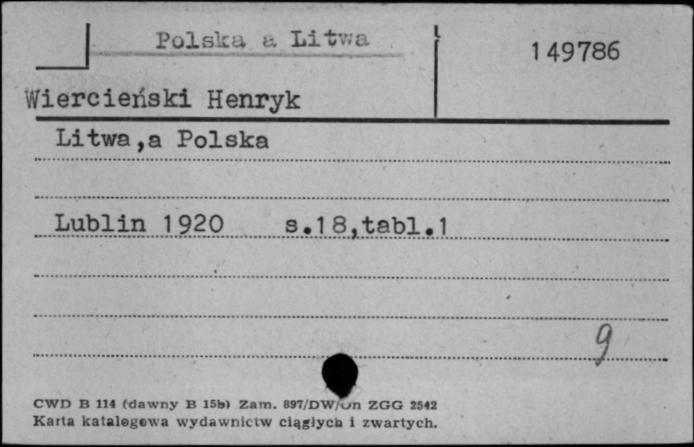 Polska a Litwa
149786
Wiercieński Henryk
Litwa,a Polska
Lublin 1920 s.18,tabl.1
9
CWD B 114 (dawny B 15b) Zam. 897/DW/Un ZGG 2542
Karta katalogowa wydawnictw ciągłych i zwartych.